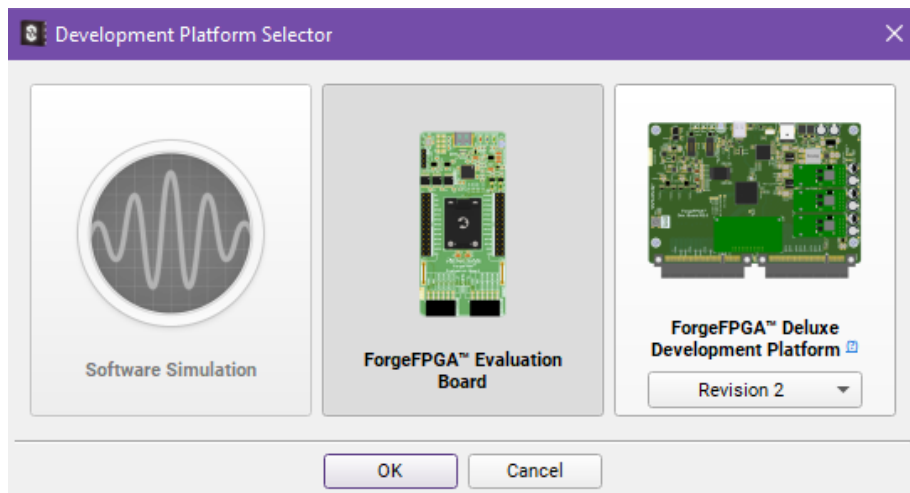 Development Platform Selector
Software Simulation
ForgeFPGA™ Evaluation
Board
ForgeFPGA™ Deluxe
Development Platform
Revision 2
OK
Cancel